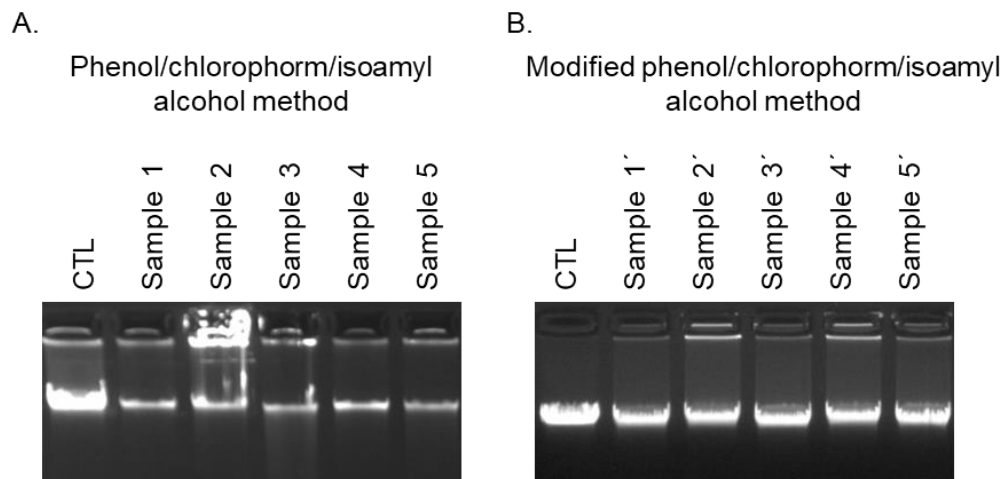 A.
Phenol/chlorophorm/isoamyl
alcohol method
CTL
Sample 1
Sample 2
Sample 3
Sample 4
Sample 5
B.
Modified phenol/chlorophorm/isoamyl
alcohol method
CTL
Sample 1´
Sample 2´
Sample 3´
Sample 4´
Sample 5´